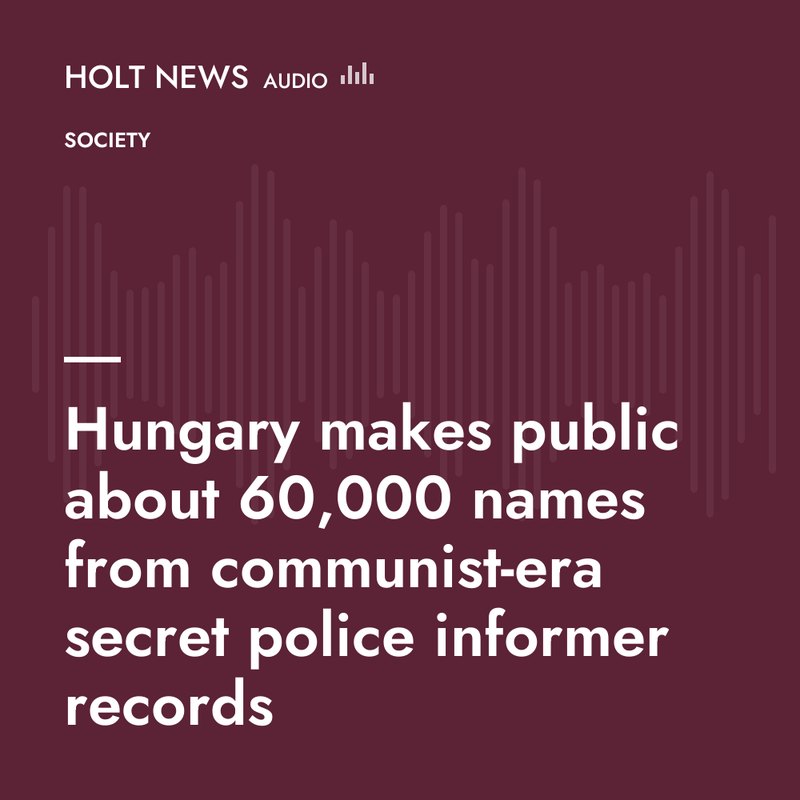 HOLT NEWS AUDIO
SOCIETY
Hungary makes public
about 60,000 names
from communist-era
secret police informer
records